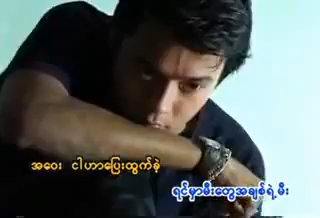 အဝေး ငါဟာပြေးထွက်ခဲ့
ရင်မှာမီးတွေအချစ်ရဲ့မီး